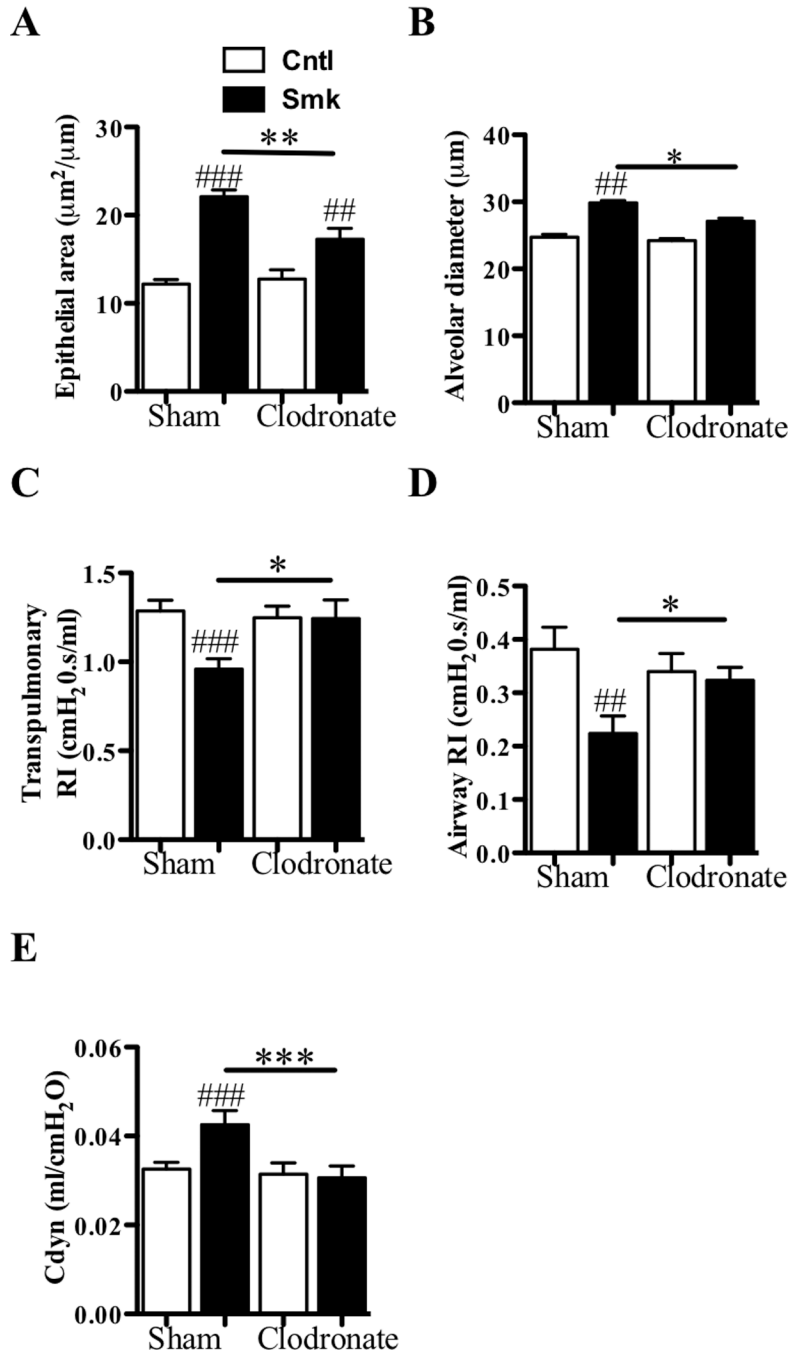 A
B
Cntl
Smk
Epithelial area (μm²/μm)
30
20
10
0
###
**
##
Sham
Clodronate
Alveolar diameter (μm)
40
30
20
10
0
##
*
Sham
Clodronate
C
D
Transpulmonary
RI (cmH₂0.s/ml)
1.5
1.0
0.5
0.0
###
*
Sham
Clodronate
Airway RI (cmH₂0.s/ml)
0.5
0.4
0.3
0.2
0.1
0.0
##
*
Sham
Clodronate
E
Cdyn (ml/cmH₂O)
0.06
0.04
0.02
0.00
###
***
Sham
Clodronate